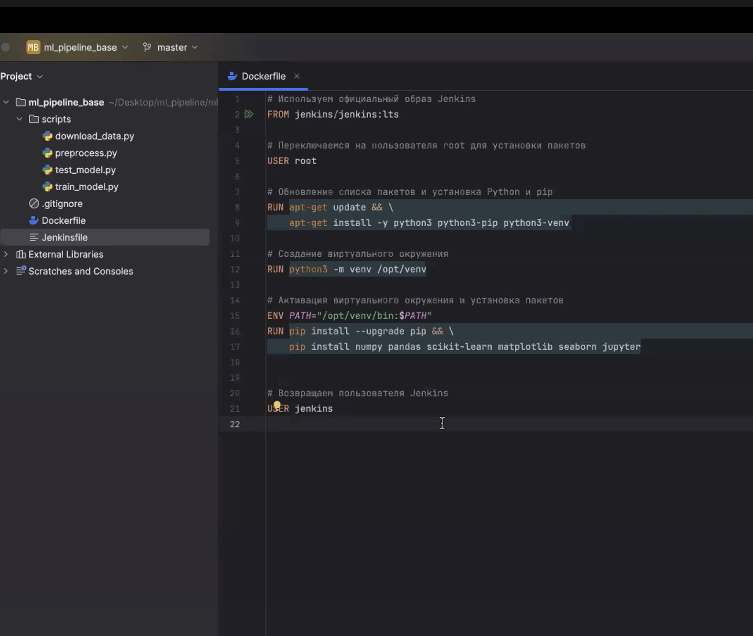 MB ml_pipeline_base master
Project
Dockerfile
ml_pipeline_base ~/Desktop/ml_pipeline/ml
scripts
download_data.py
preprocess.py
test_model.py
train_model.py
.gitignore
Dockerfile
Jenkinsfile
External Libraries
Scratches and Consoles
1 # Используем официальный образ Jenkins
2 FROM jenkins/jenkins:lts
3
4 # Переключаемся на пользователя root для установки пакетов
5 USER root
6
7 # Обновление списка пакетов и установка Python и pip
8 RUN apt-get update && \
9 apt-get install -y python3 python3-pip python3-venv
10
11 # Создание виртуального окружения
12 RUN python3 -m venv /opt/venv
13
14 # Активация виртуального окружения и установка пакетов
15 ENV PATH="/opt/venv/bin:$PATH"
16 RUN pip install --upgrade pip && \
17 pip install numpy pandas scikit-learn matplotlib seaborn jupyter
18
19
20 # Возвращаем пользователя Jenkins
21 USER jenkins
22